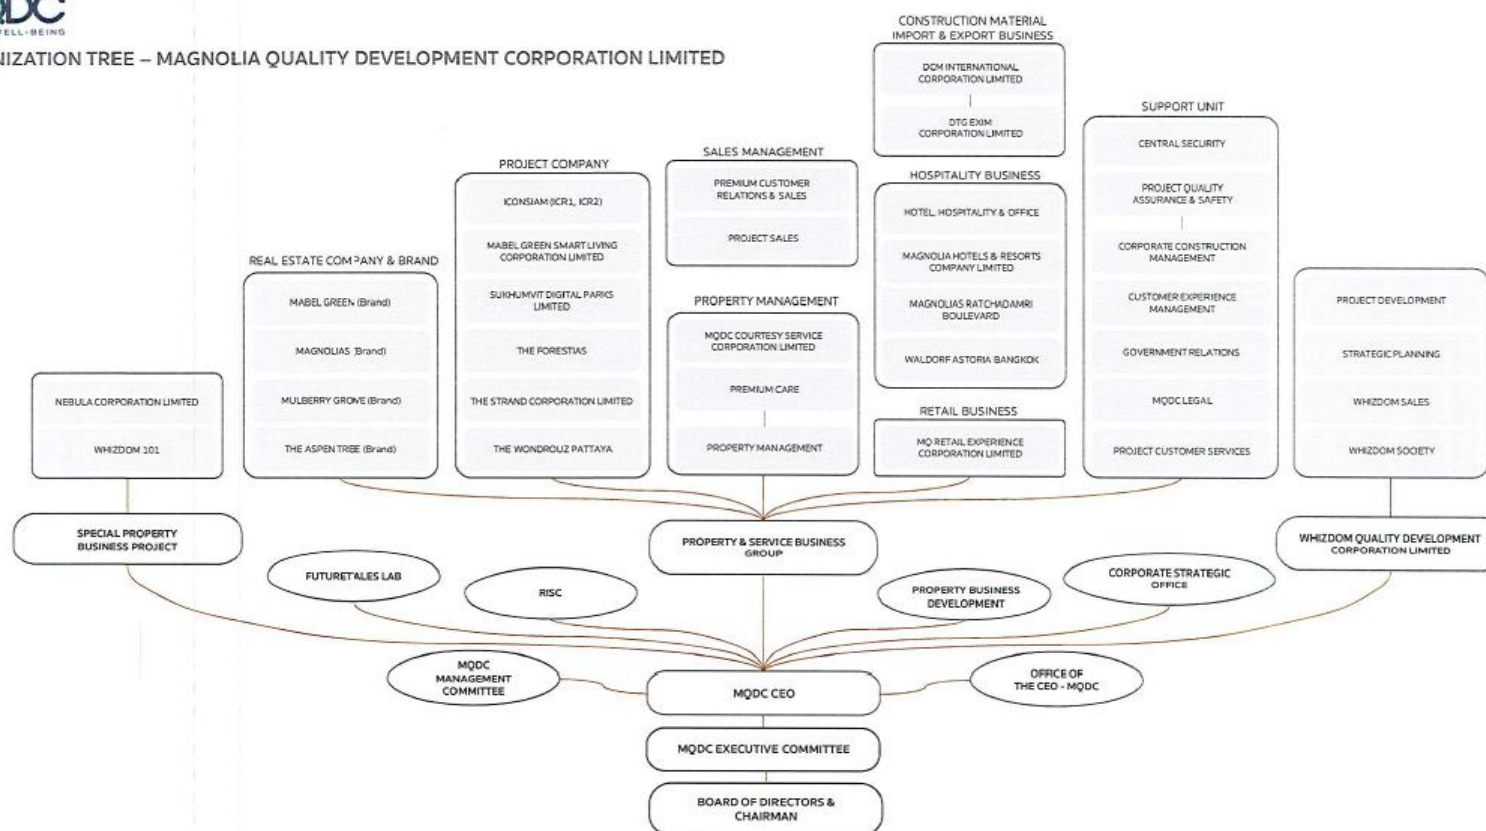 WELL-BEING
NIZATION TREE – MAGNOLIA QUALITY DEVELOPMENT CORPORATION LIMITED
CONSTRUCTION MATERIAL
IMPORT & EXPORT BUSINESS
DCM INTERNATIONAL
CORPORATION LIMITED
DTG EXIM
CORPORATION LIMITED
SUPPORT UNIT
CENTRAL SECURITY
PROJECT QUALITY
ASSURANCE & SAFETY
CORPORATE CONSTRUCTION
MANAGEMENT
CUSTOMER EXPERIENCE
MANAGEMENT
GOVERNMENT RELATIONS
MQDC LEGAL
PROJECT CUSTOMER SERVICES
SALES MANAGEMENT
PREMIUM CUSTOMER
RELATIONS & SALES
PROJECT SALES
PROJECT COMPANY
ICONSIAM (ICR1, ICR2)
MABEL GREEN SMART LIVING
CORPORATION LIMITED
SUKHUMVIT DIGITAL PARKS
LIMITED
THE FORESTIAS
THE STRAND CORPORATION LIMITED
THE WONDROUZ PATTAYA
HOSPITALITY BUSINESS
HOTEL, HOSPITALITY & OFFICE
MAGNOLIA HOTELS & RESORTS
COMPANY LIMITED
MAGNOLIAS RATCHADAMRI
BOULEVARD
WALDORF ASTORIA BANGKOK
REAL ESTATE COMPANY & BRAND
MABEL GREEN (Brand)
MAGNOLIAS (Brand)
MULBERRY GROVE (Brand)
THE ASPEN TREE (Brand)
PROPERTY MANAGEMENT
MQDC COURTESY SERVICE
CORPORATION LIMITED
PREMIUM CARE
PROPERTY MANAGEMENT
RETAIL BUSINESS
MQ RETAIL EXPERIENCE
CORPORATION LIMITED
PROJECT DEVELOPMENT
STRATEGIC PLANNING
WHIZDOM SALES
WHIZDOM SOCIETY
NEBULA CORPORATION LIMITED
WHIZDOM 101
SPECIAL PROPERTY
BUSINESS PROJECT
PROPERTY & SERVICE BUSINESS
GROUP
WHIZDOM QUALITY DEVELOPMENT
CORPORATION LIMITED
FUTURETALES LAB
RISC
PROPERTY BUSINESS
DEVELOPMENT
CORPORATE STRATEGIC
OFFICE
MQDC
MANAGEMENT
COMMITTEE
MQDC CEO
OFFICE OF
THE CEO - MQDC
MQDC EXECUTIVE COMMITTEE
BOARD OF DIRECTORS &
CHAIRMAN